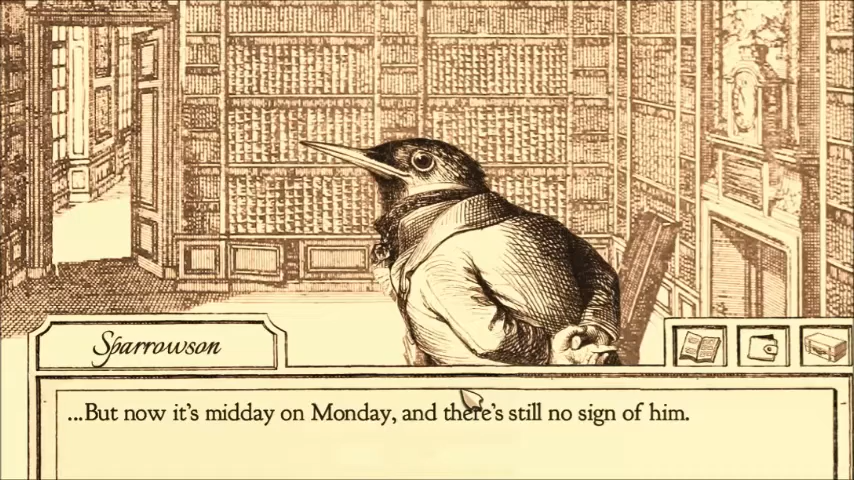 Sparrowson
...But now it's midday on Monday, and there's still no sign of him.